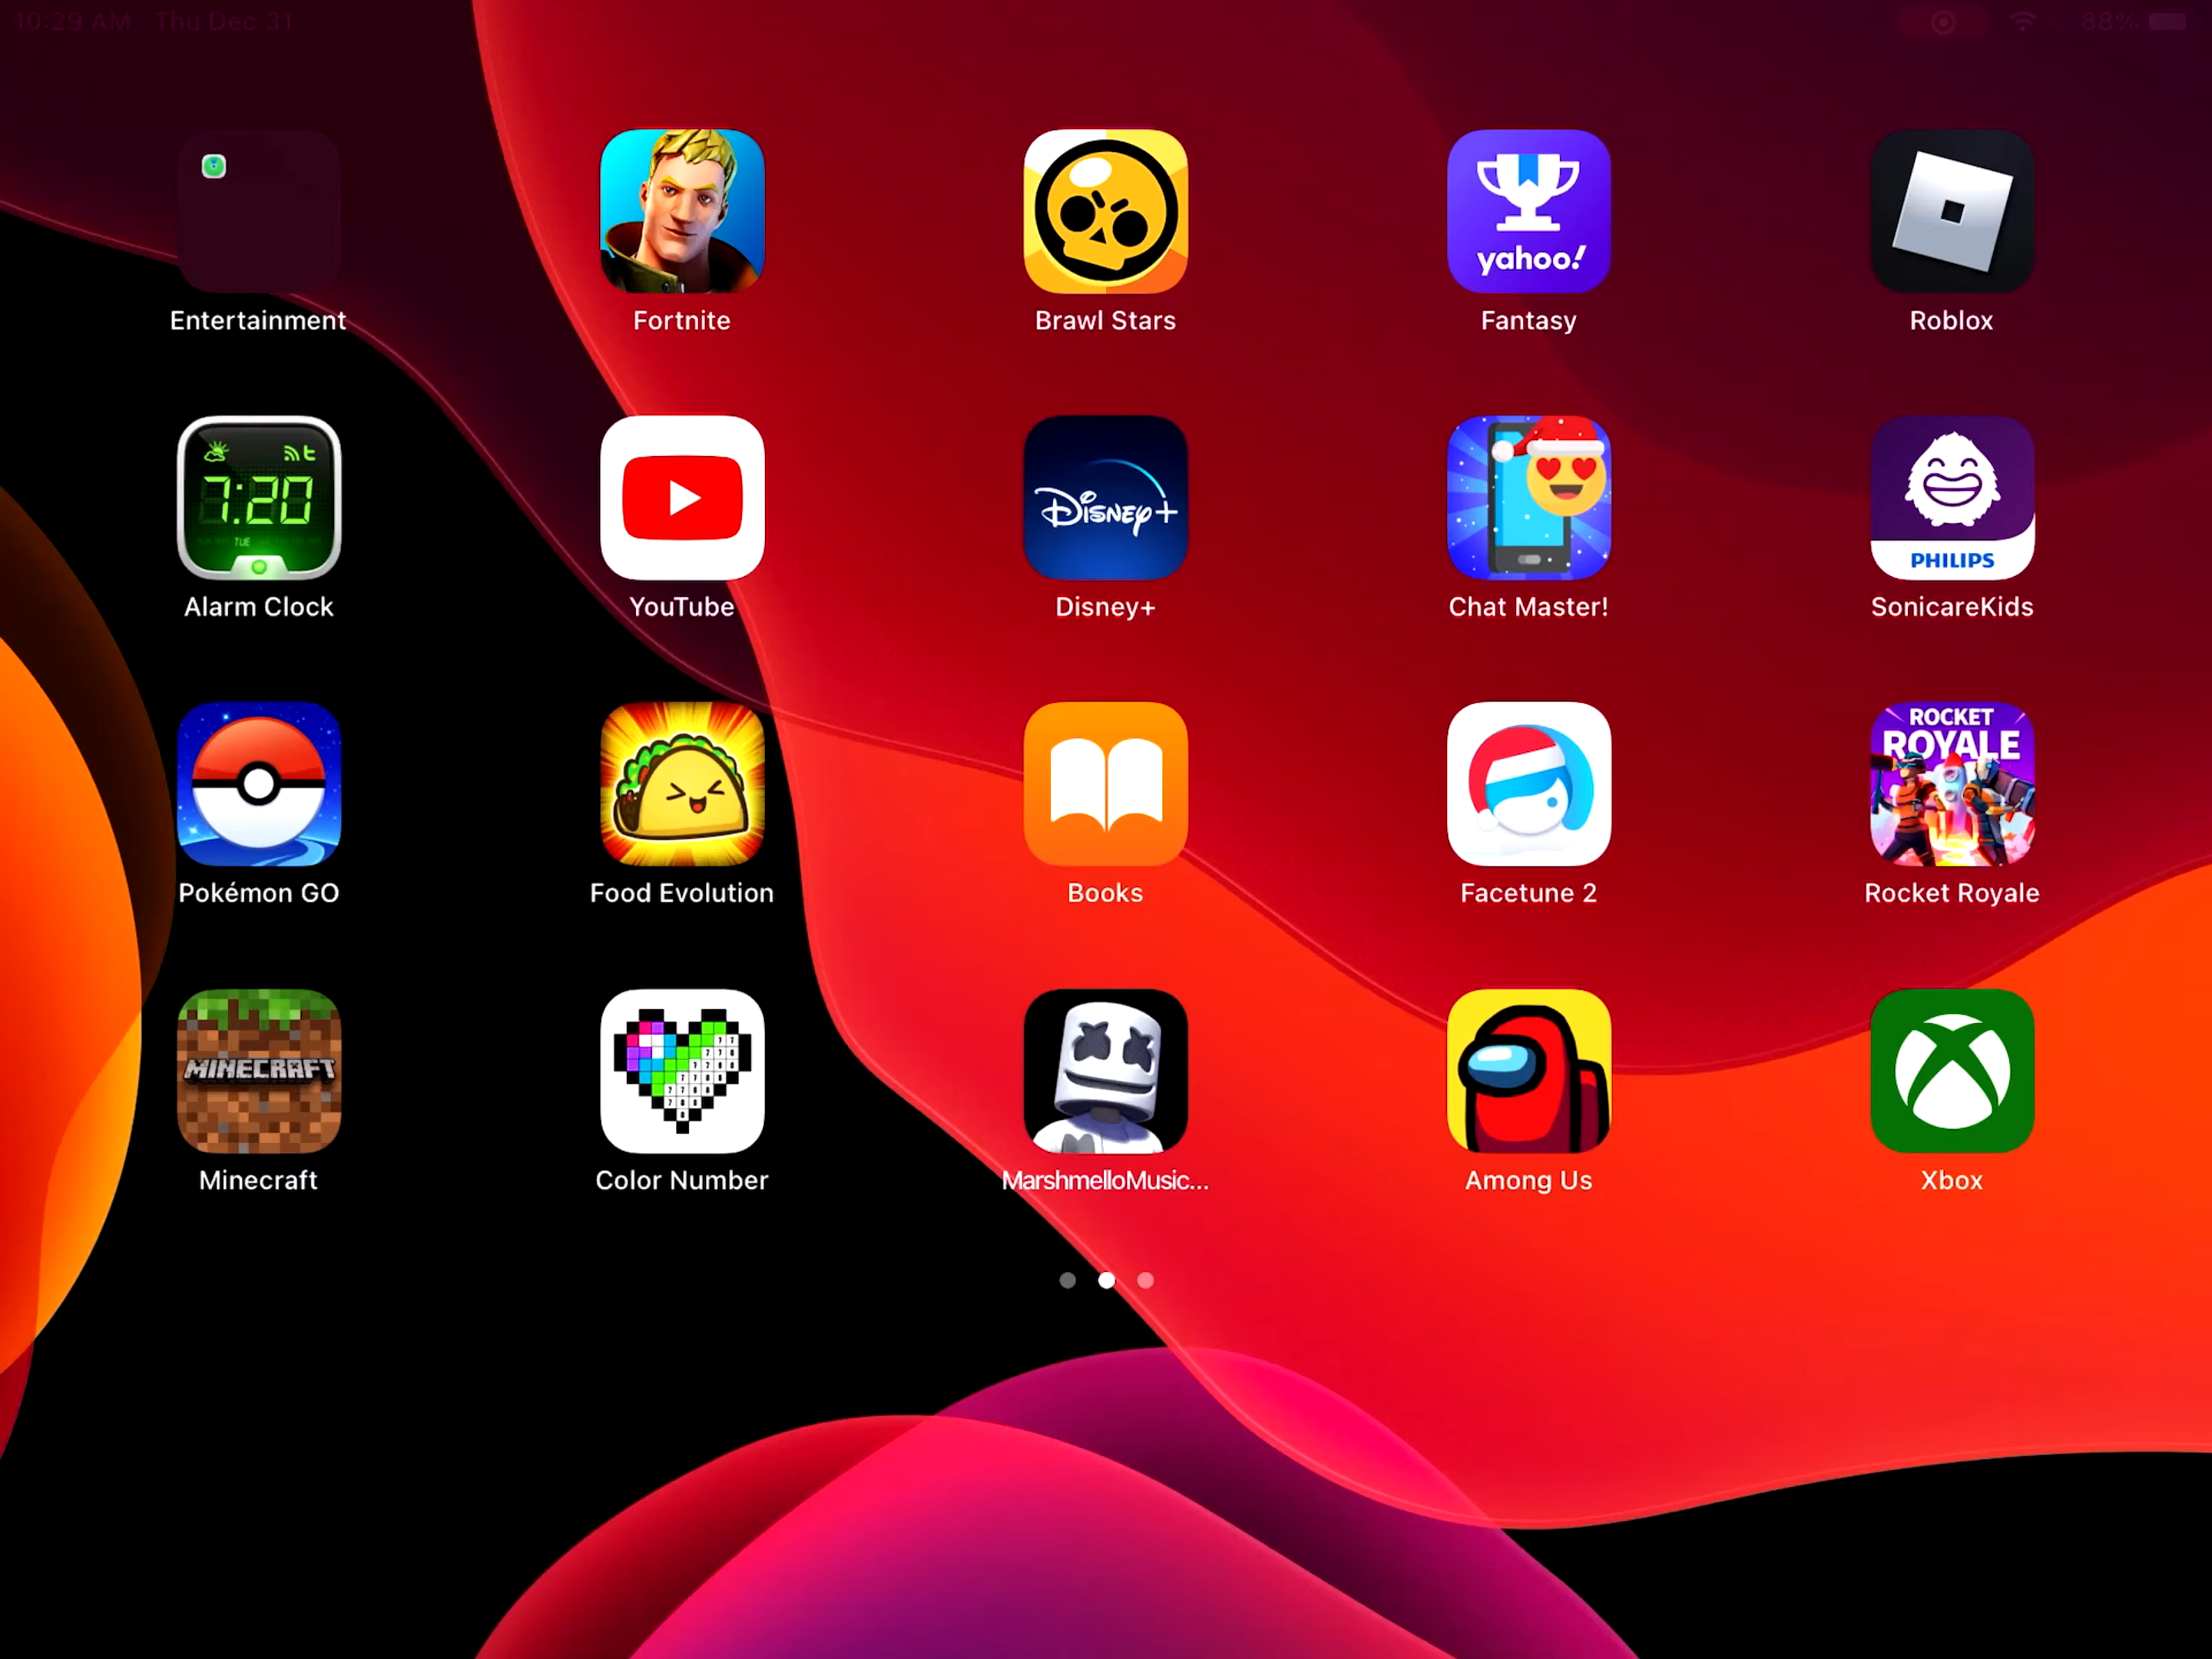 10:29 AM Thu Dec 31
88%
yahoo!
Entertainment
Fortnite
Brawl Stars
Fantasy
Roblox
7:20
TUE
Disney+
PHILIPS
Alarm Clock
YouTube
Disney+
Chat Master!
SonicareKids
ROCKET
ROYALE
Pokémon GO
Food Evolution
Books
Facetune 2
Rocket Royale
MINECRAFT
Minecraft
Color Number
MarshmelloMusic...
Among Us
Xbox